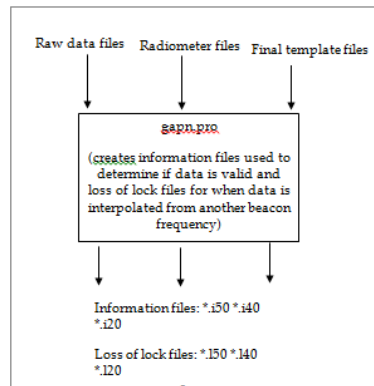 Raw data files
Radiometer files
Final template files
gapn.pro
(creates information files used to
determine if data is valid and
loss of lock files for when data is
interpolated from another beacon
frequency)
Information files: *.i50 *.i40
*.i20
Loss of lock files: *.l50 *.l40
*.l20